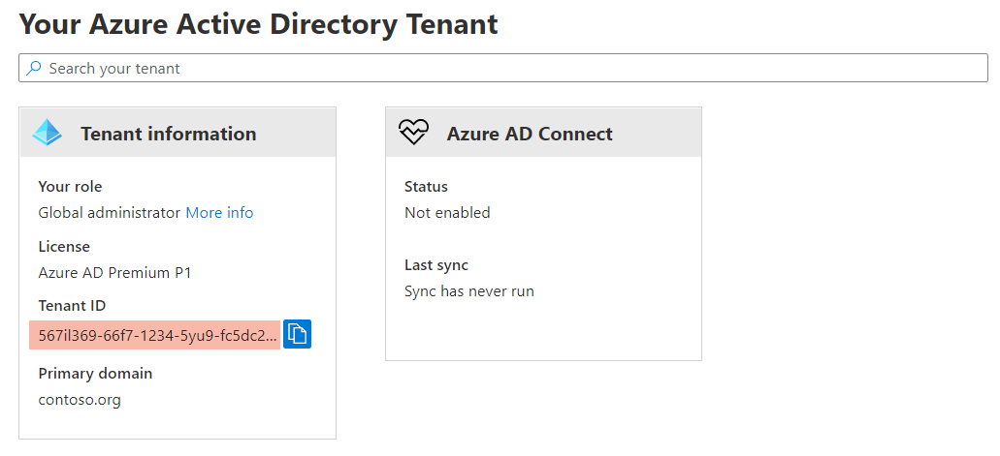 Your Azure Active Directory Tenant
Search your tenant
Tenant information
Your role
Global administrator More info
License
Azure AD Premium P1
Tenant ID
567il369-66f7-1234-5yu9-fc5dc2...
Primary domain
contoso.org
Azure AD Connect
Status
Not enabled
Last sync
Sync has never run